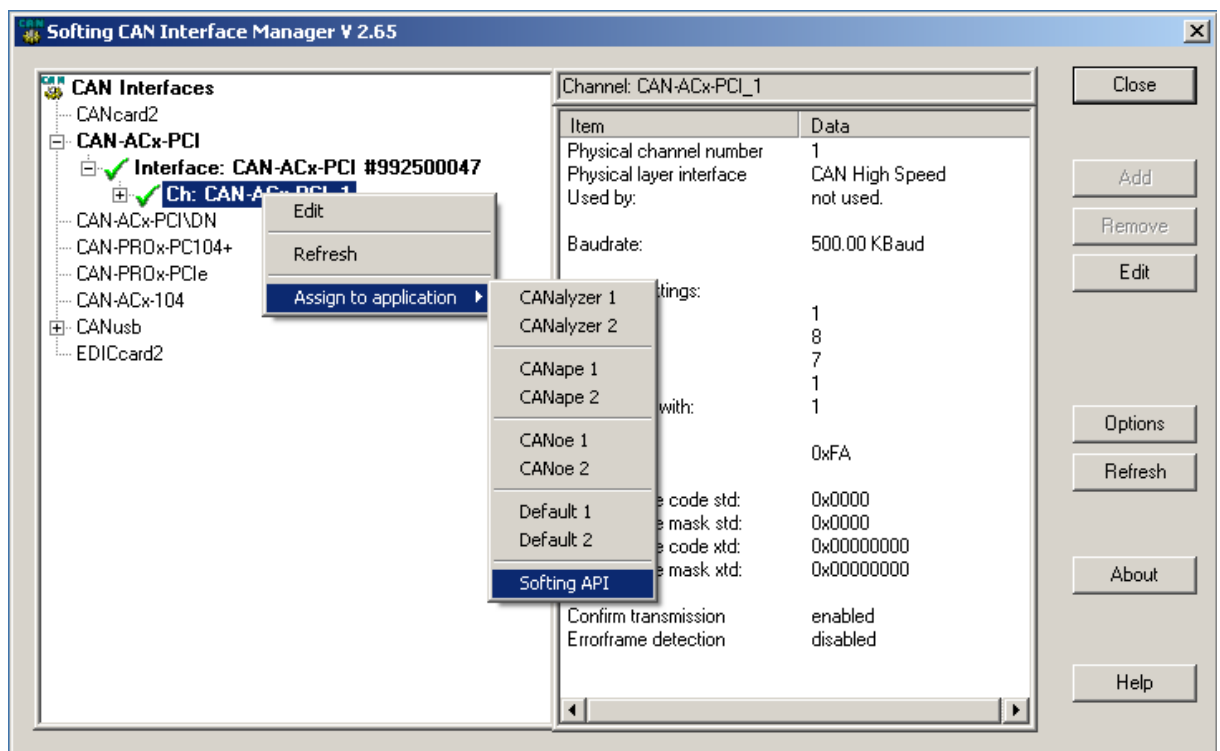 Softing CAN Interface Manager V 2.65
CAN Interfaces
CANcard2
CAN-ACx-PCI
Interface: CAN-ACx-PCI #992500047
Ch: CAN-ACx-PCI_1
CAN-ACx-PCI\DN
CAN-PROx-PC104+
CAN-PROx-PCIe
CAN-ACx-104
CANusb
EDICcard2
Edit
Refresh
Assign to application
CANalyzer 1
CANalyzer 2
CANape 1
CANape 2
CANoe 1
CANoe 2
Default 1
Default 2
Softing API
Channel: CAN-ACx-PCI_1
Item Data
Physical channel number 1
Physical layer interface CAN High Speed
Used by: not used.
Baudrate: 500.00 KBaud
tings:
1
8
7
1
with: 1
0xFA
e code std: 0x0000
e mask std: 0x0000
e code xtd: 0x00000000
e mask xtd: 0x00000000
Confirm transmission enabled
Errorframe detection disabled
Close
Add
Remove
Edit
Options
Refresh
About
Help